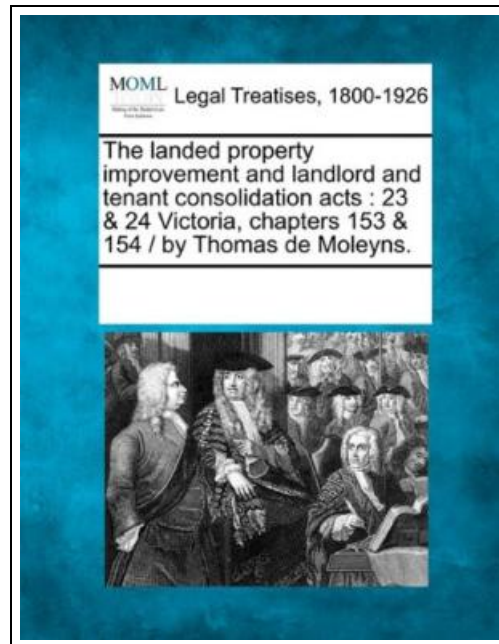 MOML
Legal Treatises, 1800-1926
The landed property
improvement and landlord and
tenant consolidation acts : 23
& 24 Victoria, chapters 153 &
154 / by Thomas de Moleyns.